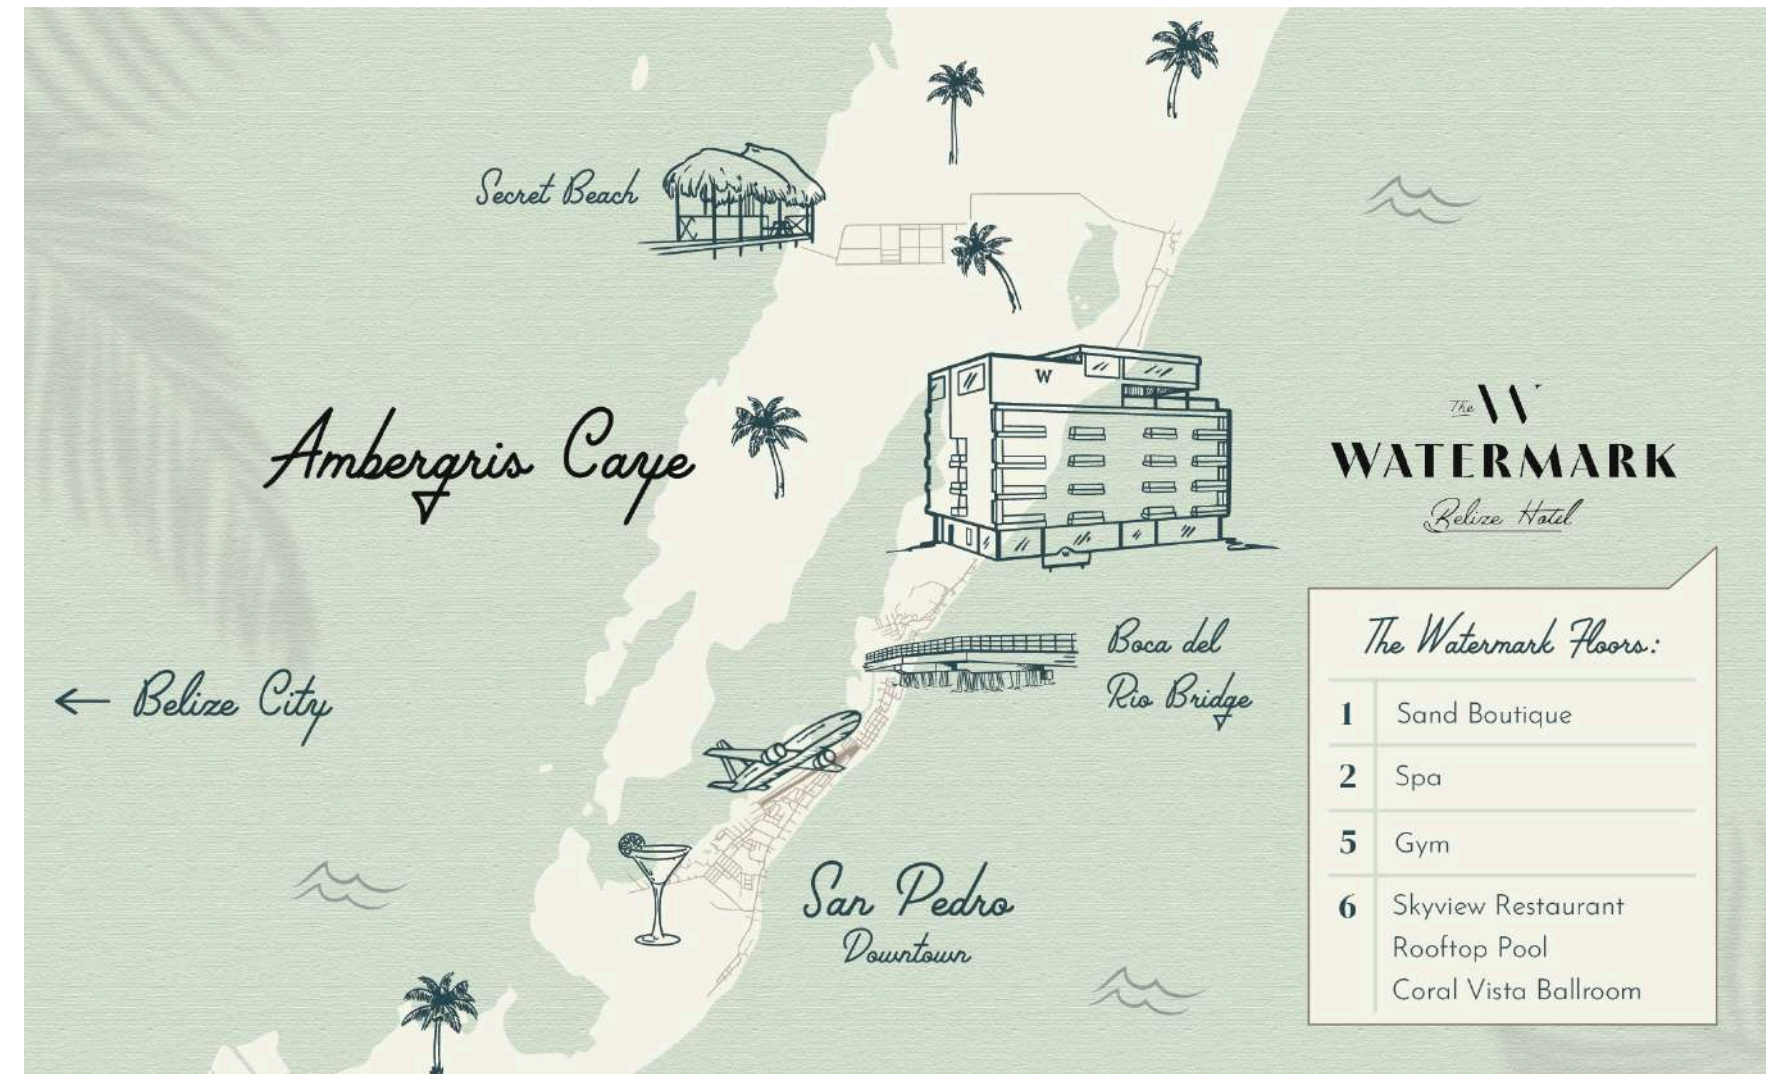 Secret Beach
Ambergris Caye
← Belize City
W
Boca del
Rio Bridge
San Pedro
Downtown
The W
WATERMARK
Belize Hotel
The Watermark Floors:
1 Sand Boutique
2 Spa
5 Gym
6 Skyview Restaurant
Rooftop Pool
Coral Vista Ballroom